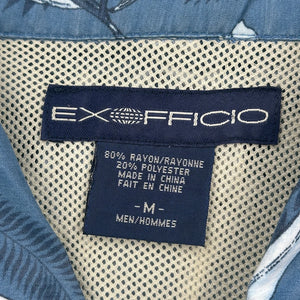 EXOFFICIO
80% RAYON/RAYONNE
20% POLYESTER
MADE IN CHINA
FAIT EN CHINE
- M -
MEN/HOMMES